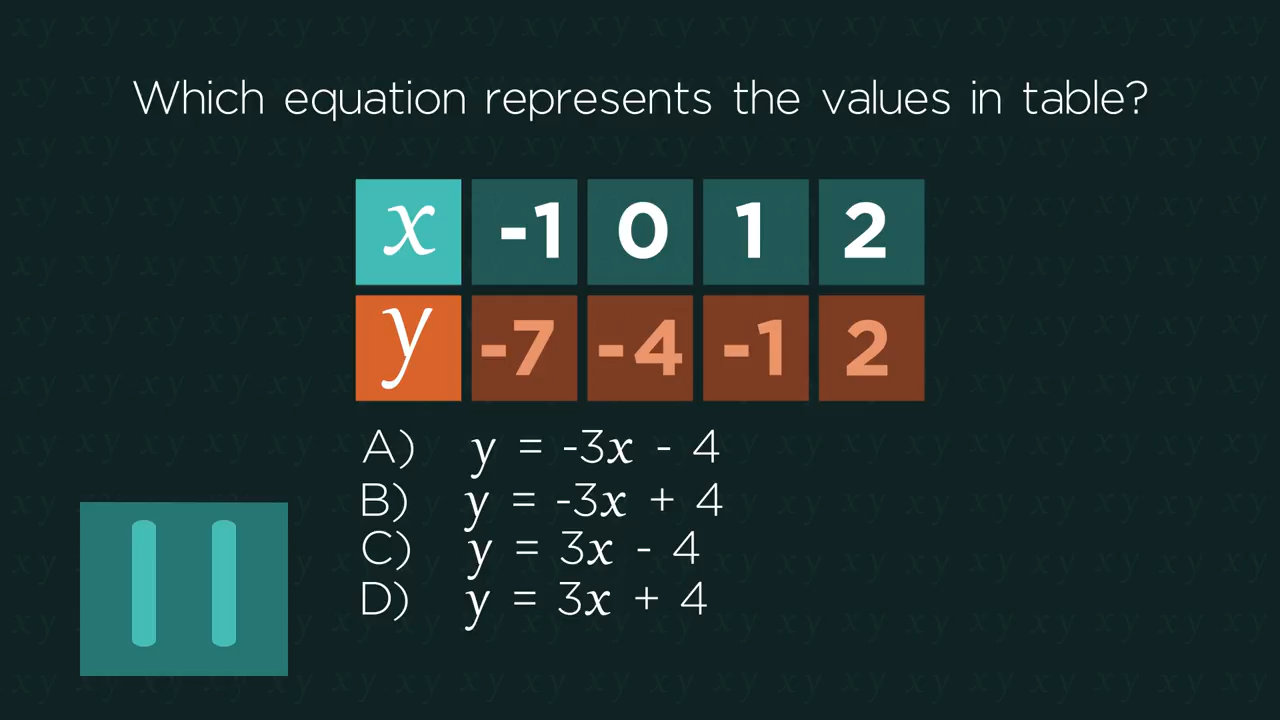 Which equation represents the values in table?
x -1 0 1 2
y -7 -4 -1 2
A) y = -3x - 4
B) y = -3x + 4
C) y = 3x - 4
D) y = 3x + 4